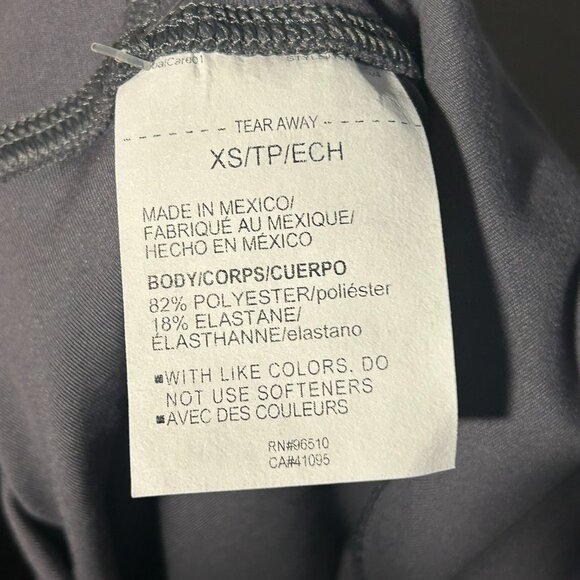 TEAR AWAY
XS/TP/ECH
MADE IN MEXICO/
FABRIQUÉ AU MEXIQUE/
HECHO EN MÉXICO
BODY/CORPS/CUERPO
82% POLYESTER/poliéster
18% ELASTANE/
ÉLASTHANNE/elastano
WITH LIKE COLORS. DO
NOT USE SOFTENERS
AVEC DES COULEURS
RN#96510
CA#41095